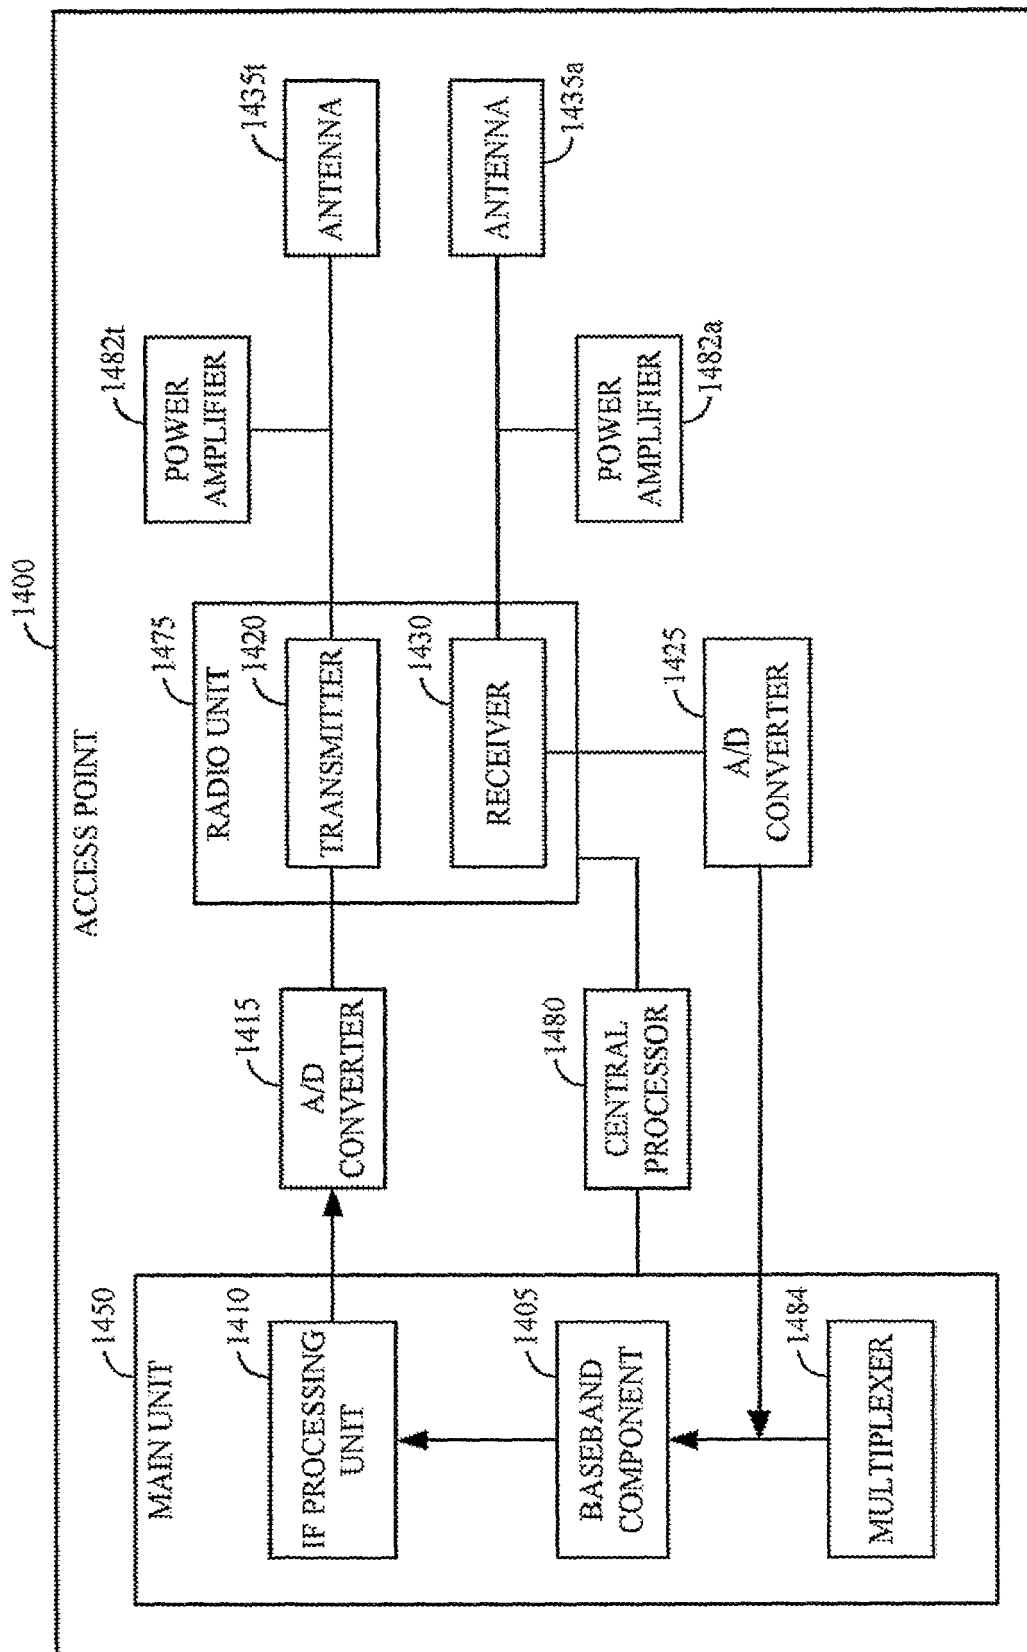 1400
ACCESS POINT
1450
MAIN UNIT
1410
IF PROCESSING
UNIT
1405
BASEBAND
COMPONENT
1484
MULTIPLEXER
1415
A/D
CONVERTER
1480
CENTRAL
PROCESSOR
1475
RADIO UNIT
1420
TRANSMITTER
1430
RECEIVER
1425
A/D
CONVERTER
1482t
POWER
AMPLIFIER
1482a
POWER
AMPLIFIER
1435t
ANTENNA
1435a
ANTENNA